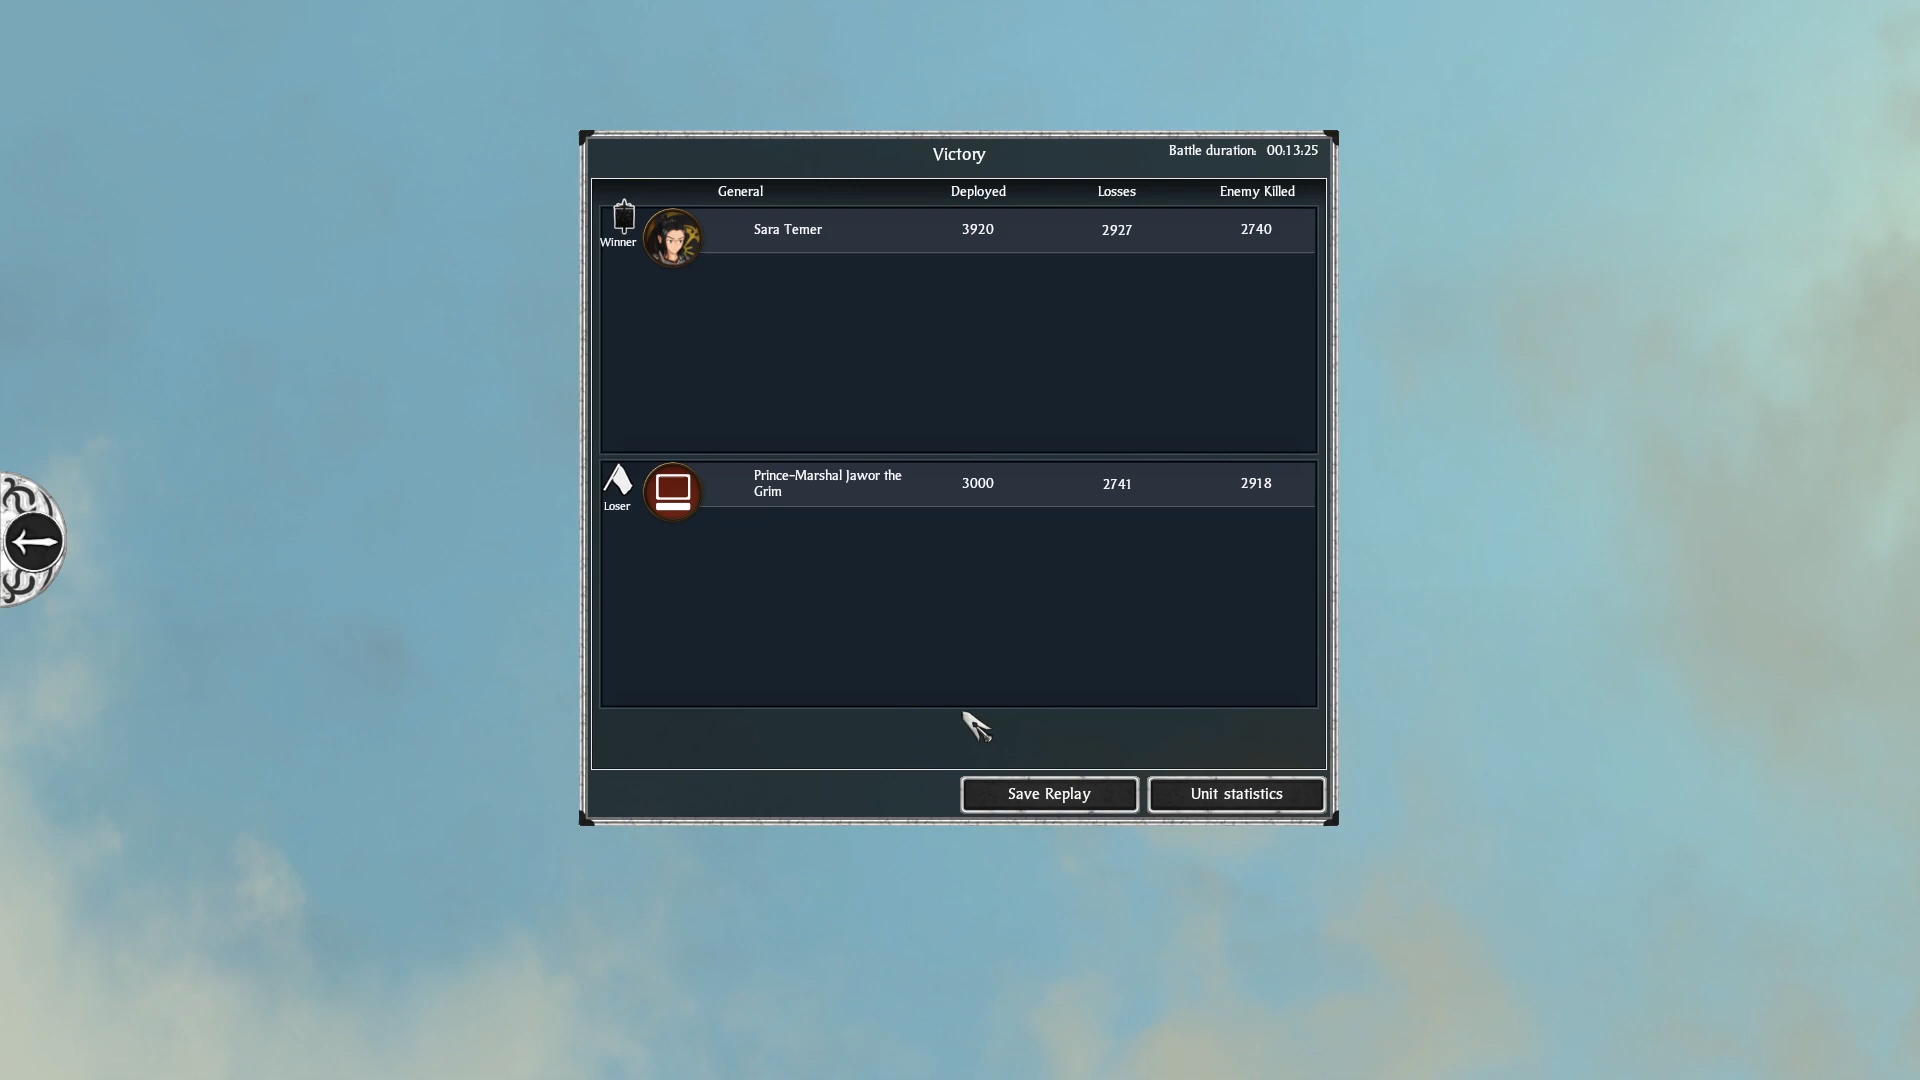 Victory
Battle duration: 00:13:25
General Deployed Losses Enemy Killed
Winner
Sara Temer 3920 2927 2740
Prince-Marshal Jawor the
Grim
3000 2741 2918
Loser
Save Replay Unit statistics